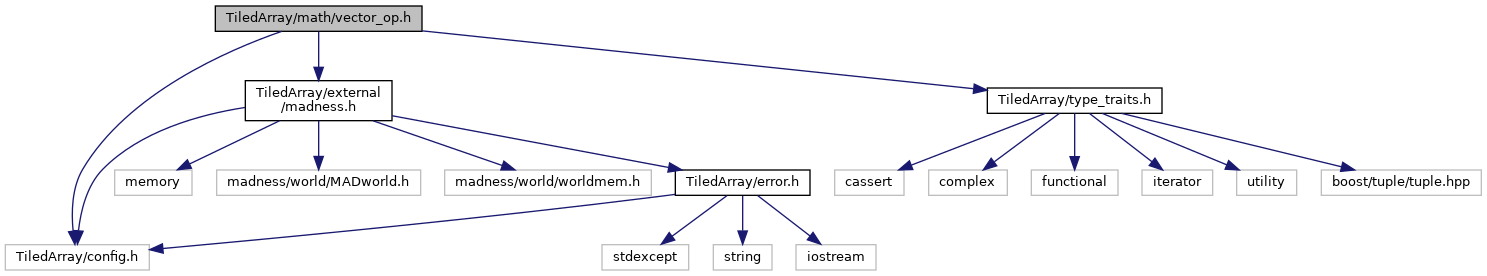 TiledArray/math/vector_op.h
TiledArray/external
/madness.h
TiledArray/type_traits.h
memory
madness/world/MADworld.h
madness/world/worldmem.h
TiledArray/error.h
cassert
complex
functional
iterator
utility
boost/tuple/tuple.hpp
TiledArray/config.h
stdexcept
string
iostream